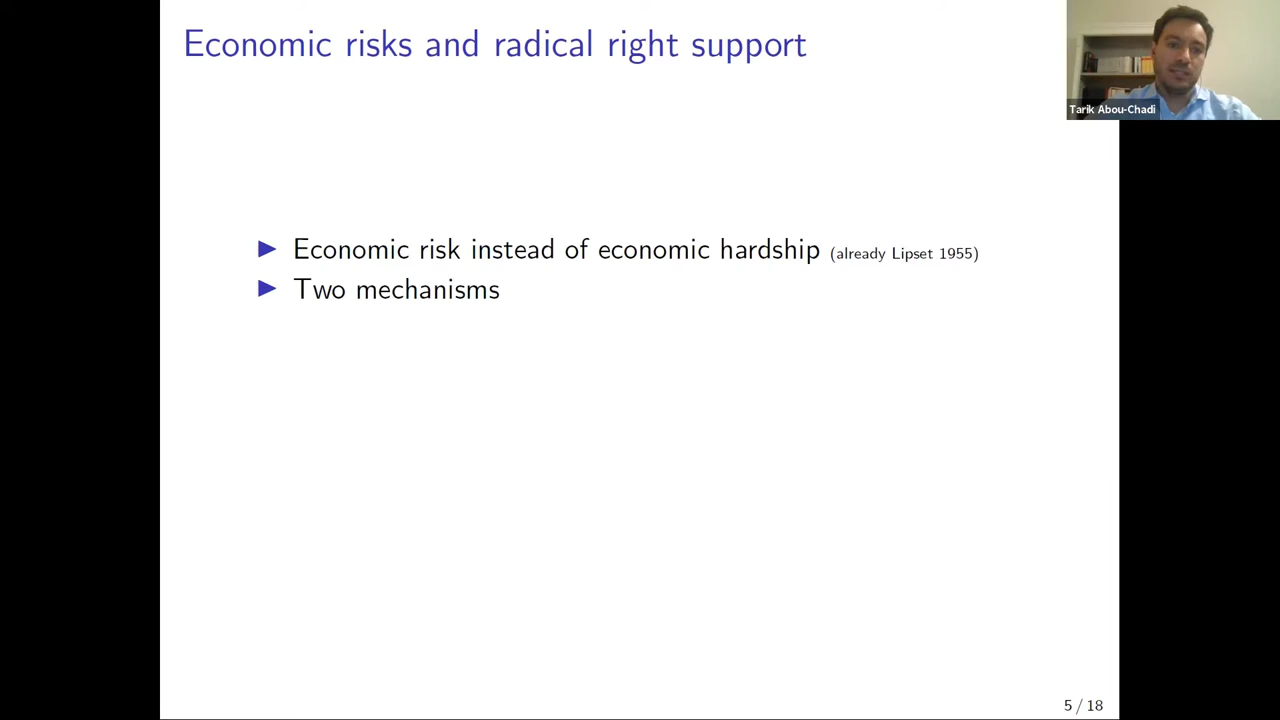 Economic risks and radical right support
Tarik Abou-Chadi
▶ Economic risk instead of economic hardship (already Lipset 1955)
▶ Two mechanisms
5 / 18